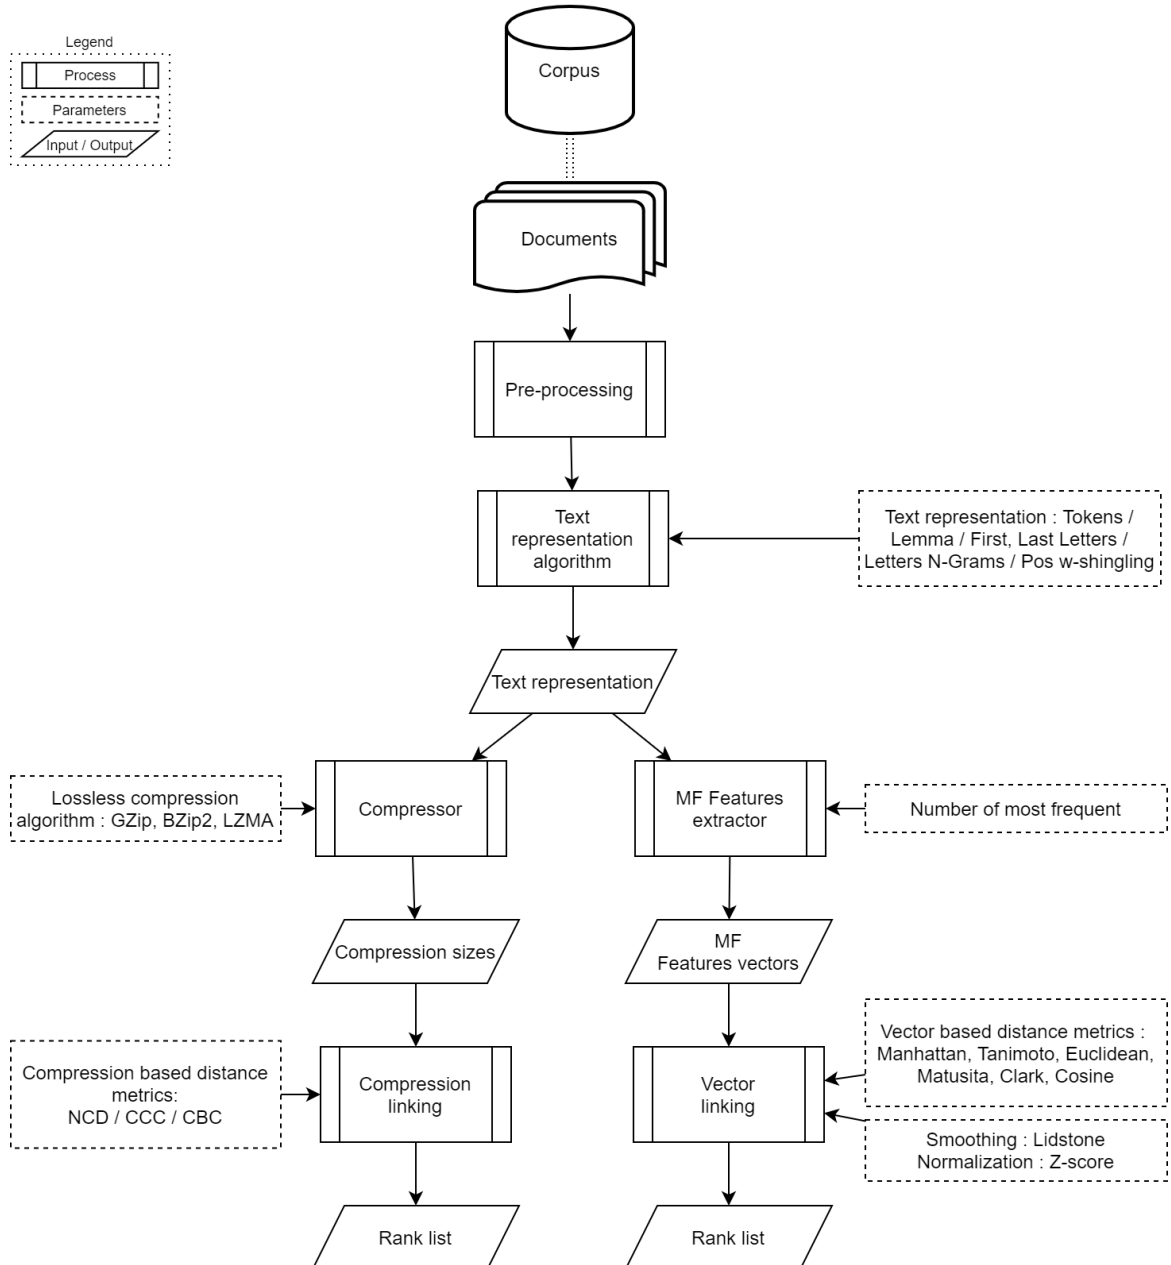 Legend
Process
Parameters
Input / Output
Corpus
Documents
Pre-processing
Text
representation
algorithm
Text representation : Tokens /
Lemma / First, Last Letters /
Letters N-Grams / Pos w-shingling
Text representation
Lossless compression
algorithm : GZip, BZip2, LZMA
Compressor
MF Features
extractor
Number of most frequent
Compression sizes
MF
Features vectors
Compression based distance
metrics:
NCD / CCC / CBC
Compression
linking
Vector
linking
Vector based distance metrics :
Manhattan, Tanimoto, Euclidean,
Matusita, Clark, Cosine
Smoothing : Lidstone
Normalization : Z-score
Rank list
Rank list